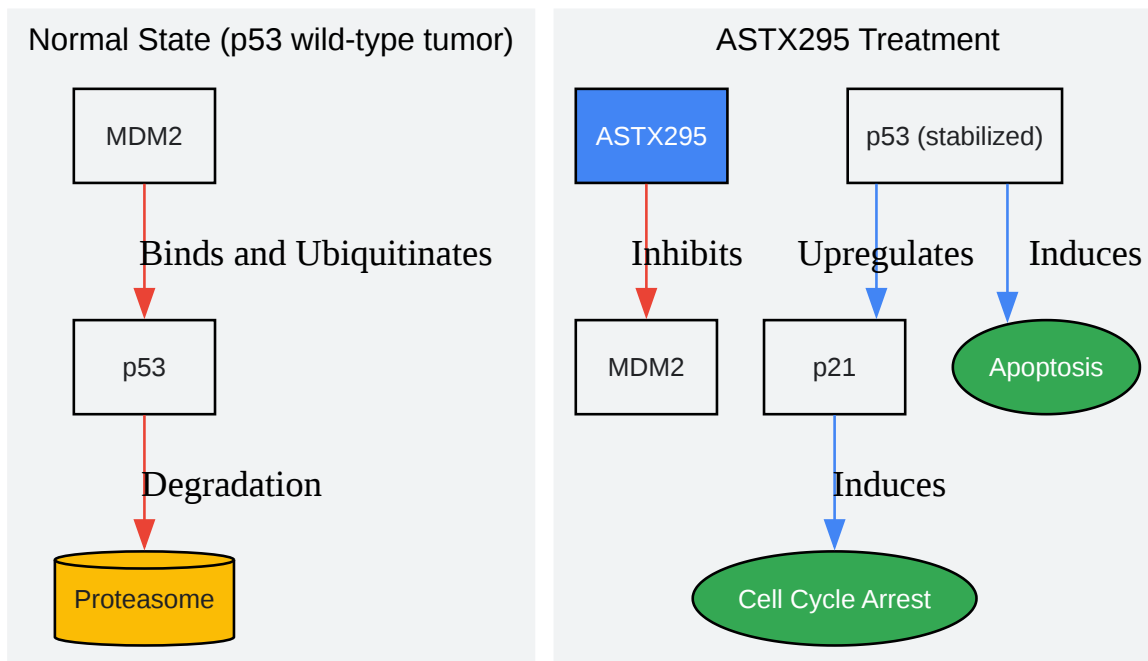 Normal State (p53 wild-type tumor)
MDM2
Binds and Ubiquitinates
p53
Degradation
Proteasome
ASTX295 Treatment
ASTX295
p53 (stabilized)
Inhibits
Upregulates
Induces
MDM2
p21
Apoptosis
Induces
Cell Cycle Arrest